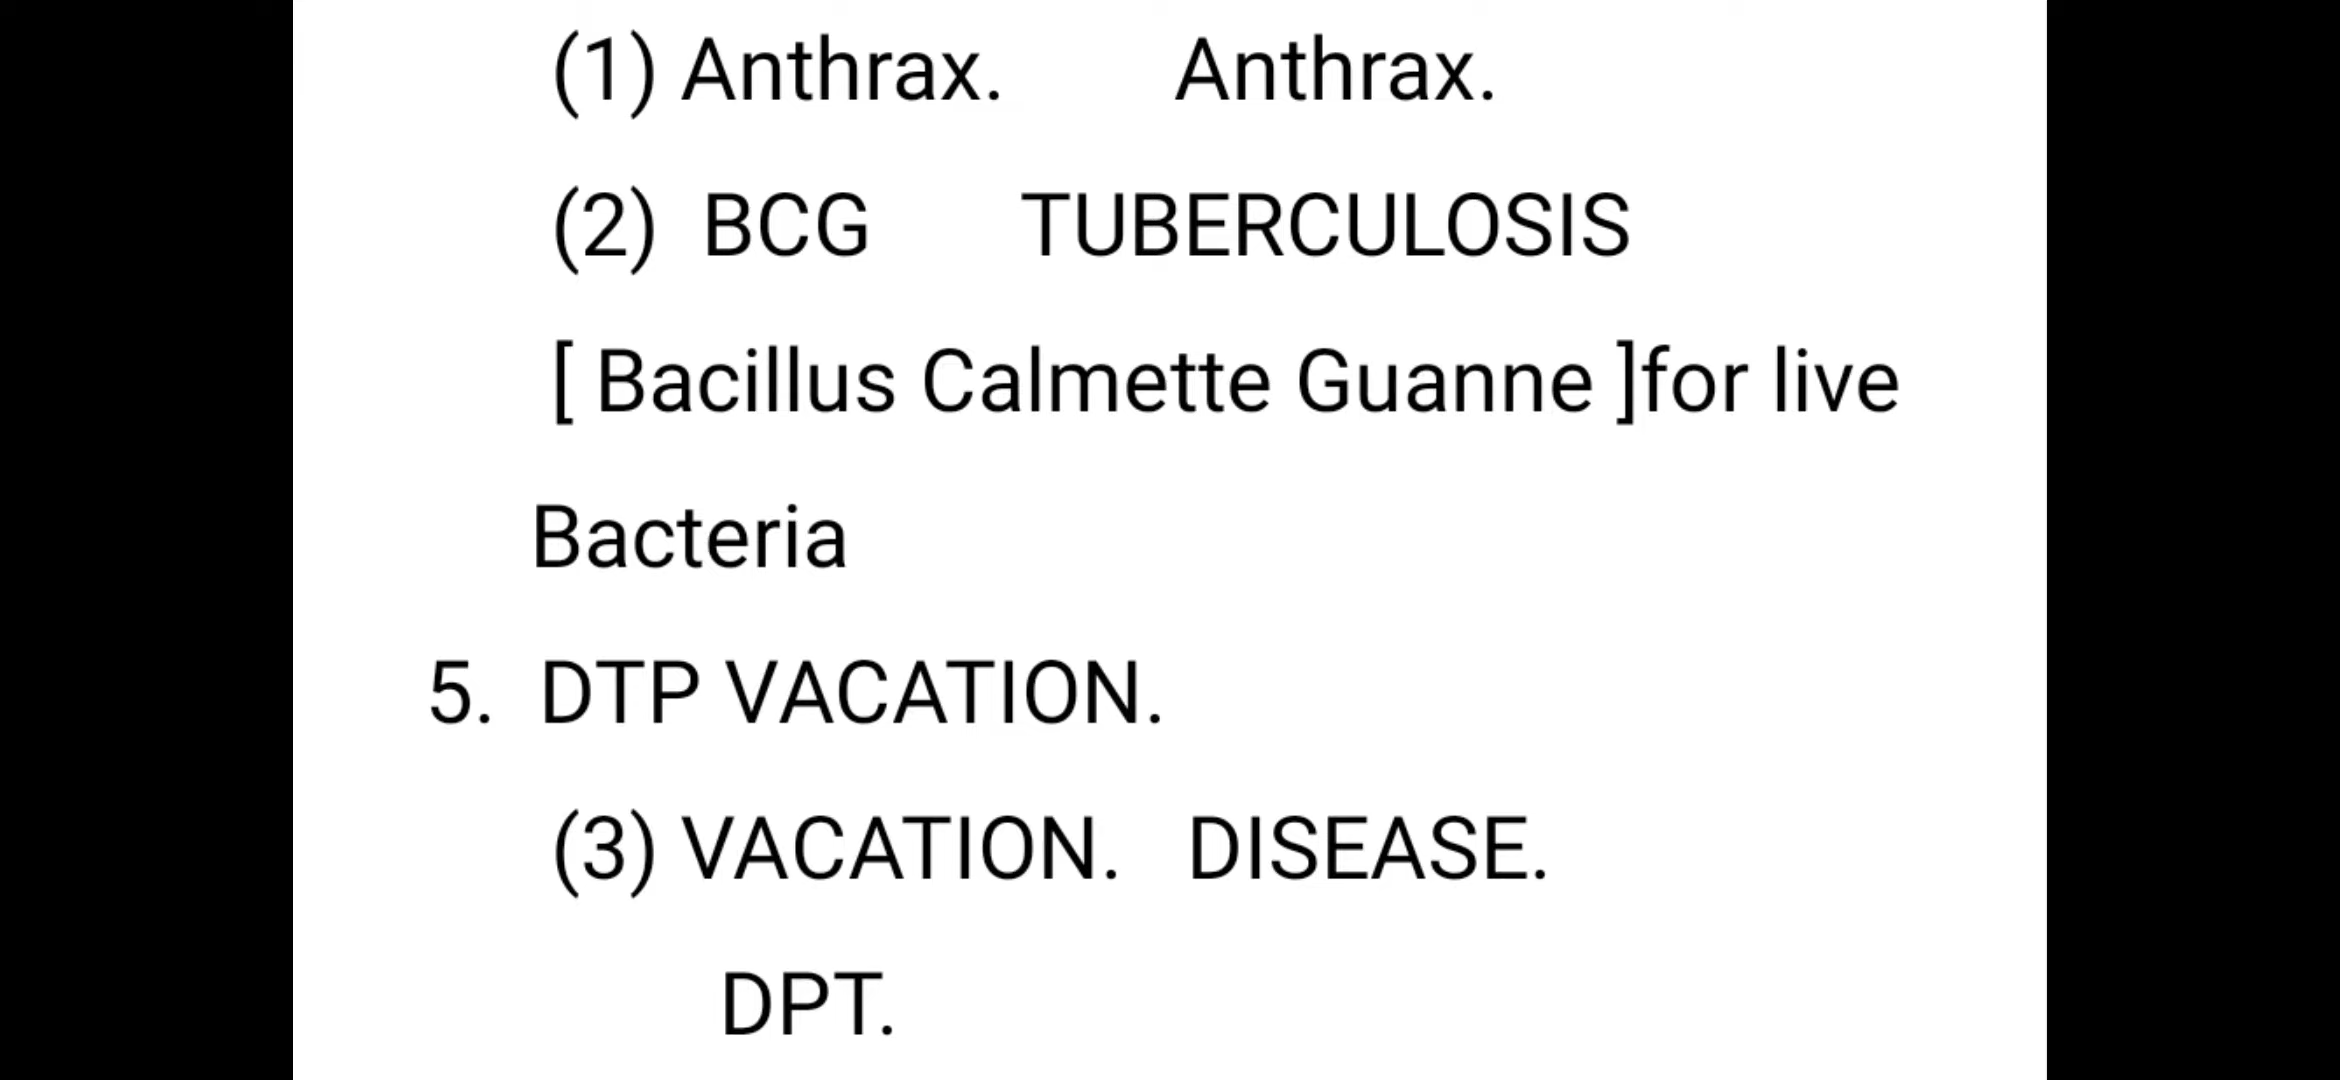 (1) Anthrax. Anthrax.
(2) BCG TUBERCULOSIS
[ Bacillus Calmette Guanne ]for live
Bacteria
5. DTP VACATION.
(3) VACATION. DISEASE.
DPT.